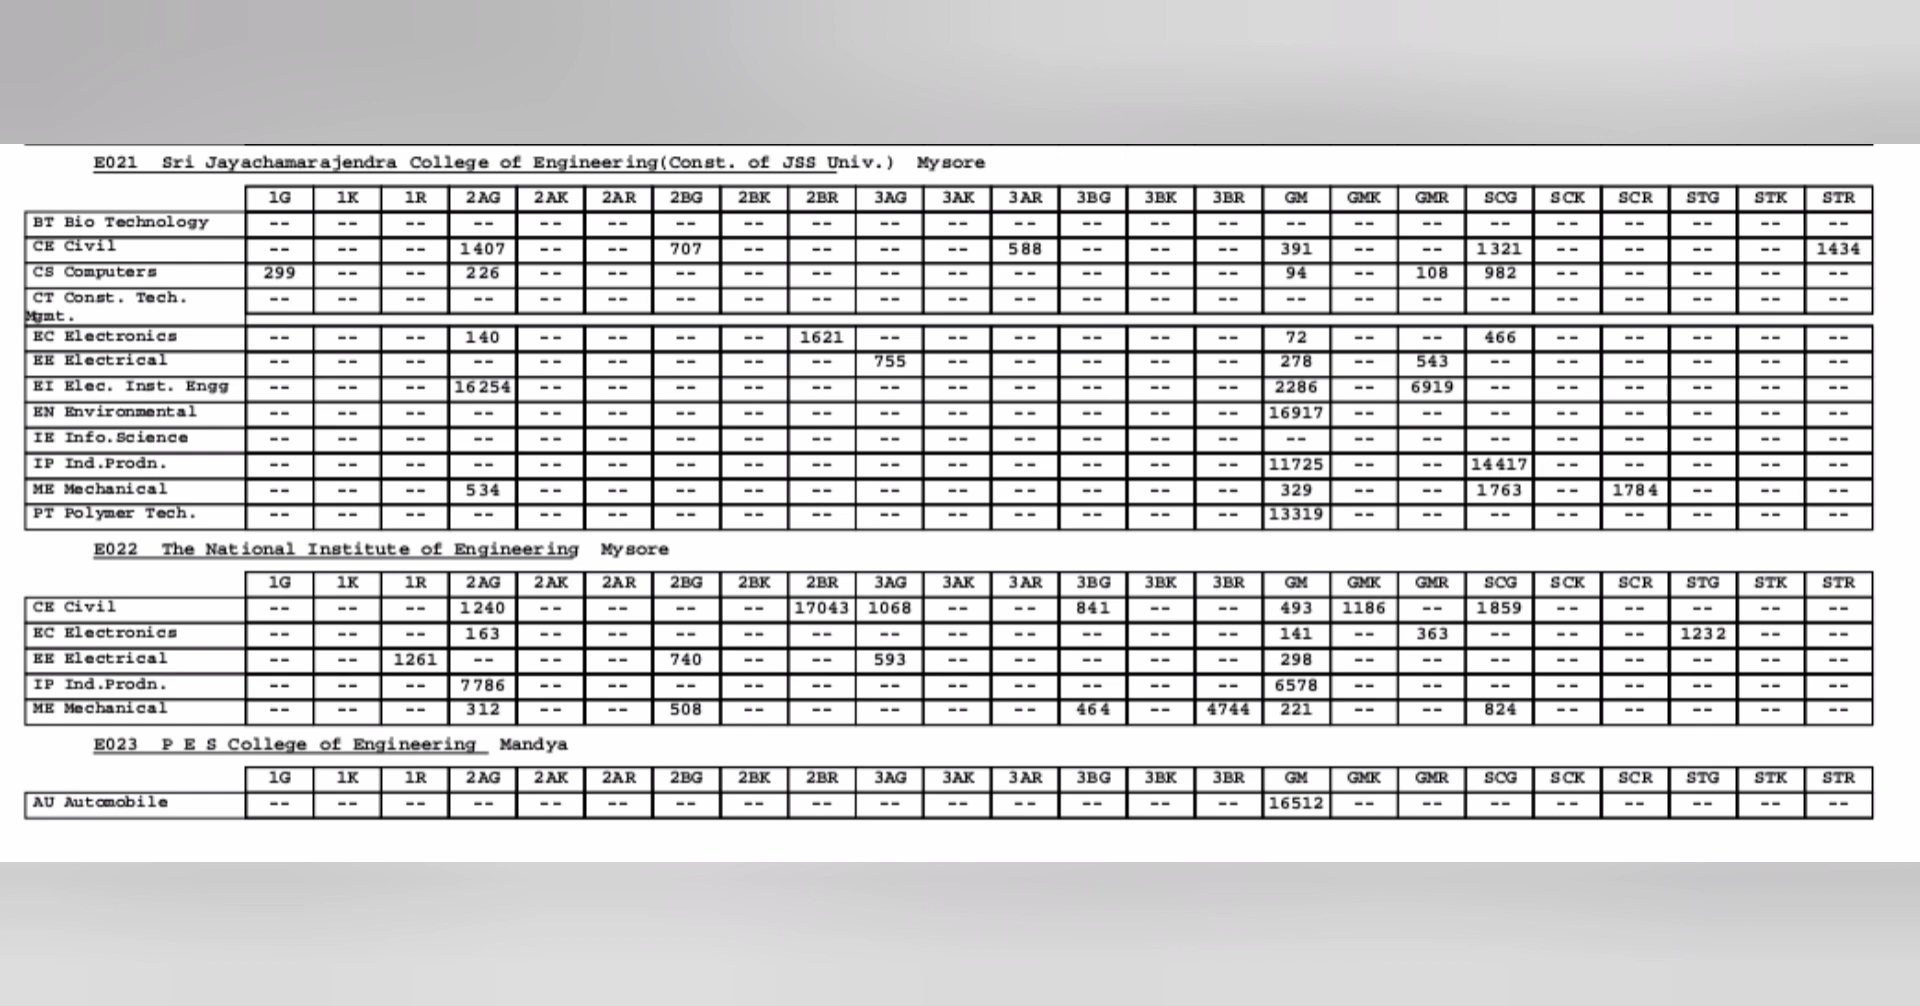 E021 Sri Jayachamarajendra College of Engineering(Const. of JSS Univ.) Mysore
1G 1K 1R 2AG 2AK 2AR 2BG 2BK 2BR 3AG 3AK 3AR 3BG 3BK 3BR GM GMK GMR SCG SCK SCR STG STK STR
BT Bio Technology -- -- -- -- -- -- -- -- -- -- -- -- -- -- -- -- -- -- -- -- -- -- -- --
CE Civil -- -- -- 1407 -- -- 707 -- -- -- -- 588 -- -- -- 391 -- -- 1321 -- -- -- -- 1434
CS Computers 299 -- -- 226 -- -- -- -- -- -- -- -- -- -- -- 94 -- 108 982 -- -- -- -- --
CT Const. Tech. -- -- -- -- -- -- -- -- -- -- -- -- -- -- -- -- -- -- -- -- -- -- -- --
Mgmt.
EC Electronics -- -- -- 140 -- -- -- -- 1621 -- -- -- -- -- -- 72 -- -- 466 -- -- -- -- --
EE Electrical -- -- -- -- -- -- -- -- -- 755 -- -- -- -- -- 278 -- 543 -- -- -- -- -- --
EI Elec. Inst. Engg -- -- -- 16254 -- -- -- -- -- -- -- -- -- -- -- 2286 -- 6919 -- -- -- -- -- --
EN Environmental -- -- -- -- -- -- -- -- -- -- -- -- -- -- -- 16917 -- -- -- -- -- -- -- --
IE Info.Science -- -- -- -- -- -- -- -- -- -- -- -- -- -- -- -- -- -- -- -- -- -- -- --
IP Ind.Prodn. -- -- -- -- -- -- -- -- -- -- -- -- -- -- -- 11725 -- -- 14417 -- -- -- -- --
ME Mechanical -- -- -- 534 -- -- -- -- -- -- -- -- -- -- -- 329 -- -- 1763 -- 1784 -- -- --
PT Polymer Tech. -- -- -- -- -- -- -- -- -- -- -- -- -- -- -- 13319 -- -- -- -- -- -- -- --
E022 The National Institute of Engineering Mysore
1G 1K 1R 2AG 2AK 2AR 2BG 2BK 2BR 3AG 3AK 3AR 3BG 3BK 3BR GM GMK GMR SCG SCK SCR STG STK STR
CE Civil -- -- -- 1240 -- -- -- -- 17043 1068 -- -- 841 -- -- 493 1186 -- 1859 -- -- -- -- --
EC Electronics -- -- -- 163 -- -- -- -- -- -- -- -- -- -- -- 141 -- 363 -- -- -- 1232 -- --
EE Electrical -- -- 1261 -- -- -- 740 -- -- 593 -- -- -- -- -- 298 -- -- -- -- -- -- -- --
IP Ind.Prodn. -- -- -- 7786 -- -- -- -- -- -- -- -- -- -- -- 6578 -- -- -- -- -- -- -- --
ME Mechanical -- -- -- 312 -- -- 508 -- -- -- -- -- 464 -- 4744 221 -- -- 824 -- -- -- -- --
E023 P E S College of Engineering Mandya
1G 1K 1R 2AG 2AK 2AR 2BG 2BK 2BR 3AG 3AK 3AR 3BG 3BK 3BR GM GMK GMR SCG SCK SCR STG STK STR
AU Automobile -- -- -- -- -- -- -- -- -- -- -- -- -- -- -- 16512 -- -- -- -- -- -- -- --